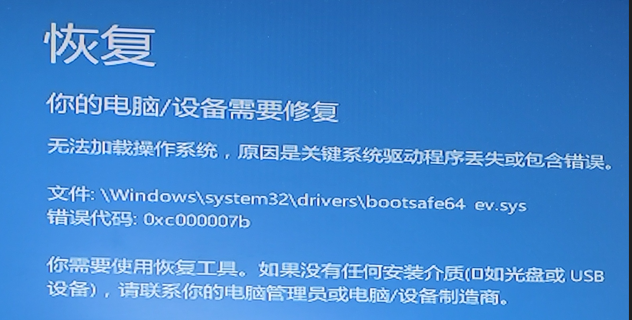 恢复
你的电脑/设备需要修复
无法加载操作系统，原因是关键系统驱动程序丢失或包含错误。
文件: \Windows\system32\drivers\bootsafe64_ev.sys
错误代码: 0xc000007b
你需要使用恢复工具。如果没有任何安装介质(□如光盘或 USB
设备)，请联系你的电脑管理员或电脑/设备制造商。